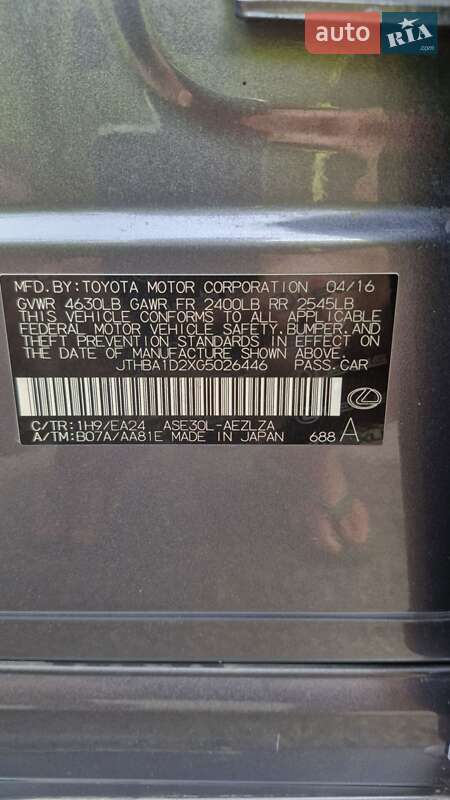 auto RIA.com
MFD.BY:TOYOTA MOTOR CORPORATION 04/16
GVWR 4630LB GAWR FR 2400LB RR 2545LB
THIS VEHICLE CONFORMS TO ALL APPLICABLE
FEDERAL MOTOR VEHICLE SAFETY,BUMPER,AND
THEFT PREVENTION STANDARDS IN EFFECT ON
THE DATE OF MANUFACTURE SHOWN ABOVE.
JTHBA1D2XG5026446 PASS.CAR
C/TR:1H9/EA24 ASE30L-AEZLZA
A/TM:B07A/AA81E MADE IN JAPAN 688 A